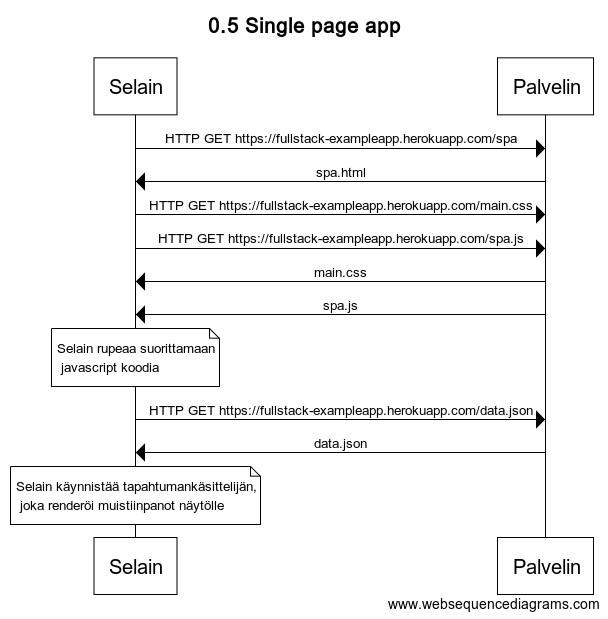 0.5 Single page app
Selain
Palvelin
HTTP GET https://fullstack-exampleapp.herokuapp.com/spa
spa.html
HTTP GET https://fullstack-exampleapp.herokuapp.com/main.css
HTTP GET https://fullstack-exampleapp.herokuapp.com/spa.js
main.css
spa.js
Selain rupeaa suorittamaan
javascript koodia
HTTP GET https://fullstack-exampleapp.herokuapp.com/data.json
data.json
Selain käynnistää tapahtumankäsittelijän,
joka renderöi muistiinpanot näytölle
Selain
Palvelin
www.websequencediagrams.com